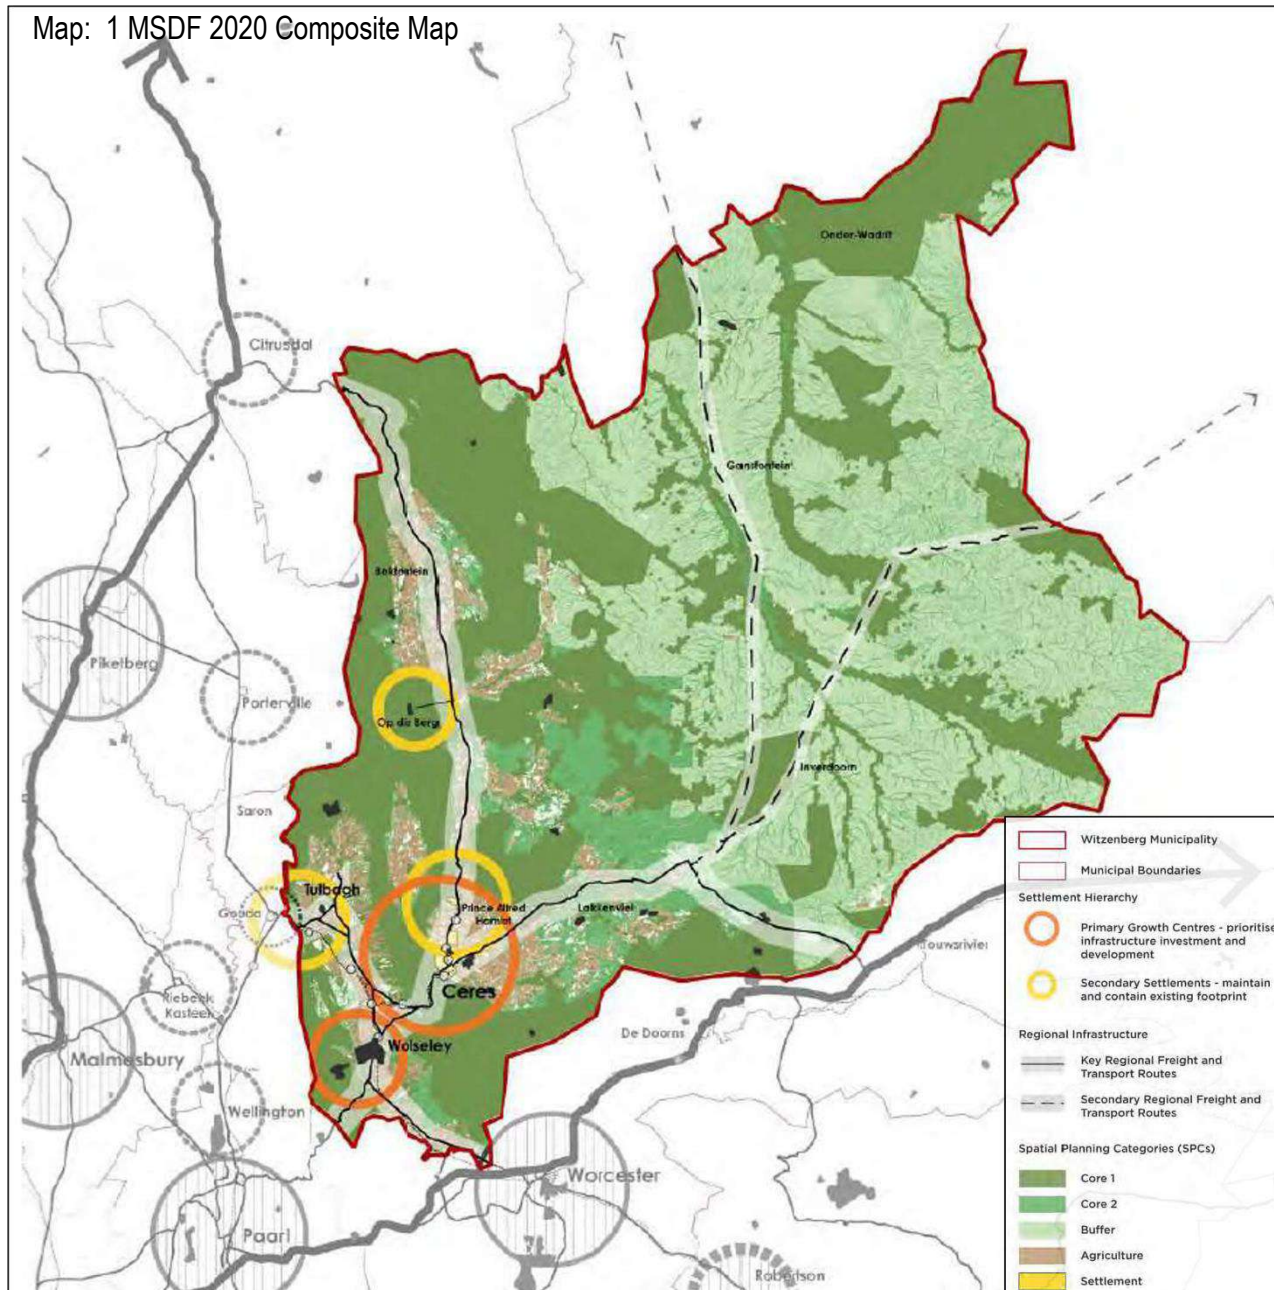 Map: 1 MSDF 2020 Composite Map
Onder-Wadrif
Citrusdal
Gansfontein
Piketberg
Porterville
Op die Berg
Inverdoorn
Saron
Tulbagh
Gouda
Prince Alfred
Hamlet
Lakkenvlei
Touwsrivier
Ceres
Riebeek
Kasteel
De Doorns
Wolseley
Malmesbury
Wellington
Worcester
Paarl
Robertson
Witzenberg Municipality
Municipal Boundaries
Settlement Hierarchy
Primary Growth Centres - prioritise
infrastructure investment and
development
Secondary Settlements - maintain
and contain existing footprint
Regional Infrastructure
Key Regional Freight and
Transport Routes
Secondary Regional Freight and
Transport Routes
Spatial Planning Categories (SPCs)
Core 1
Core 2
Buffer
Agriculture
Settlement